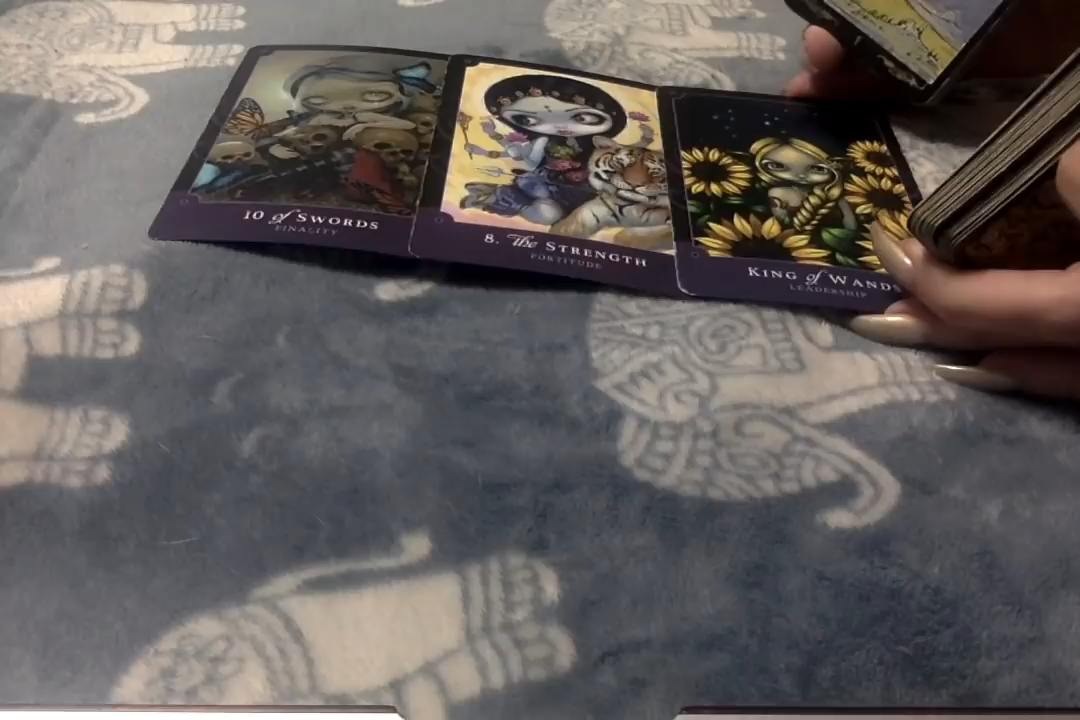 10 of Swords
Finality
8. The Strength
Fortitude
King of Wands
Leadership